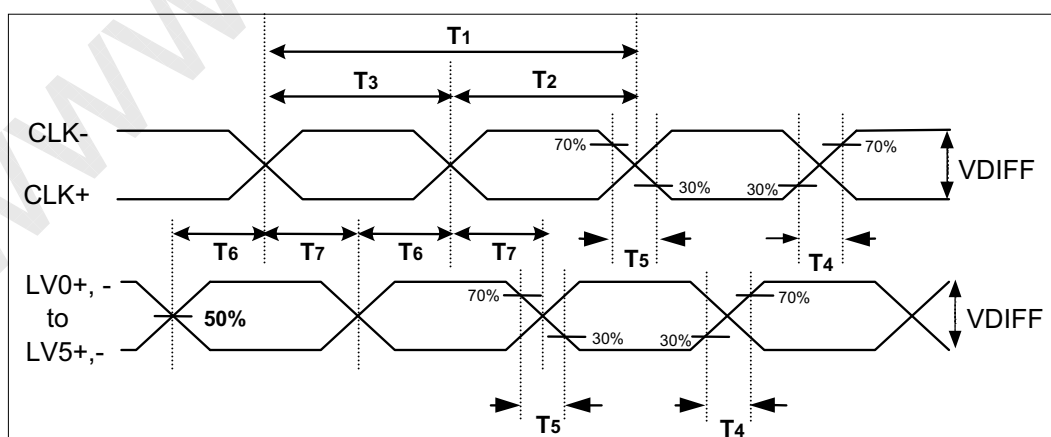 T1
T3 T2
CLK-
70% 70%
VDIFF
30% 30%
CLK+
T6 T7 T6 T7
T5 T4
LV0+, -
70% 70%
to
50%
VDIFF
30% 30%
LV5+,-
T5 T4